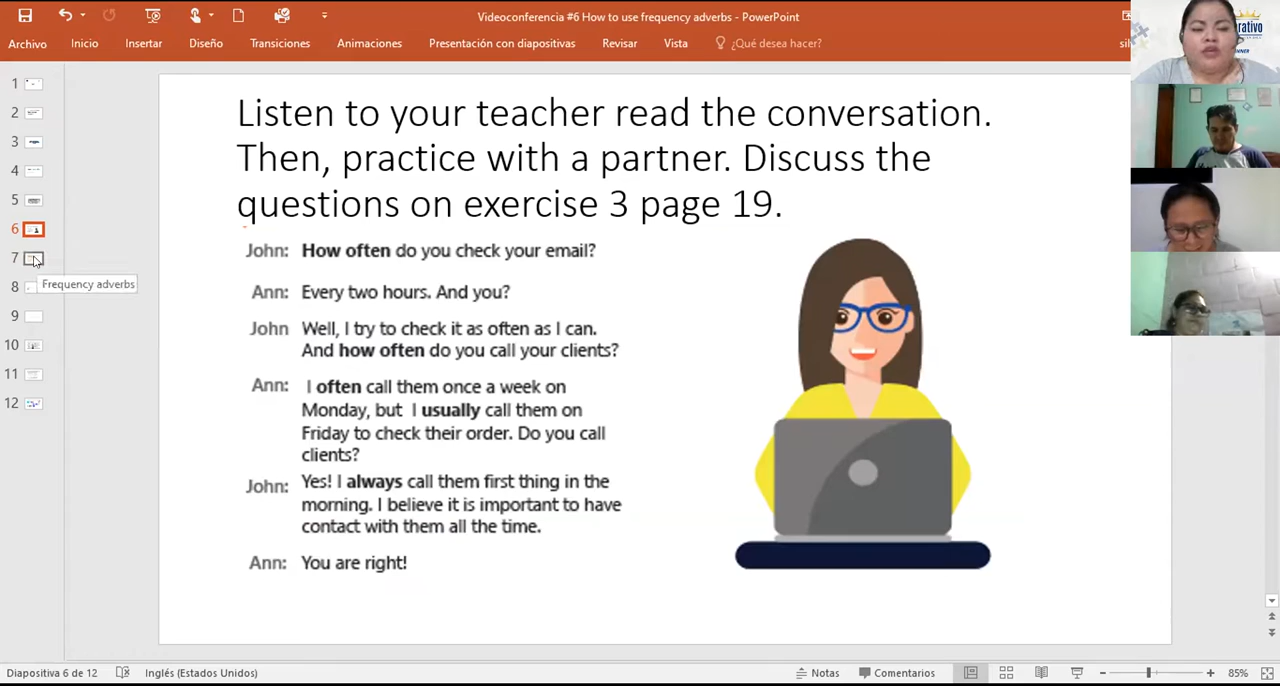 Videoconferencia #6 How to use frequency adverbs - PowerPoint
Archivo Inicio Insertar Diseño Transiciones Animaciones Presentación con diapositivas Revisar Vista ¿Qué desea hacer?
1
2
3
4
5
6
7
Frequency adverbs
8
9
10
11
12
Listen to your teacher read the conversation.
Then, practice with a partner. Discuss the
questions on exercise 3 page 19.
John: How often do you check your email?
Ann: Every two hours. And you?
John Well, I try to check it as often as I can.
And how often do you call your clients?
Ann: I often call them once a week on
Monday, but I usually call them on
Friday to check their order. Do you call
clients?
John: Yes! I always call them first thing in the
morning. I believe it is important to have
contact with them all the time.
Ann: You are right!
Diapositiva 6 de 12 Inglés (Estados Unidos) Notas Comentarios 85%